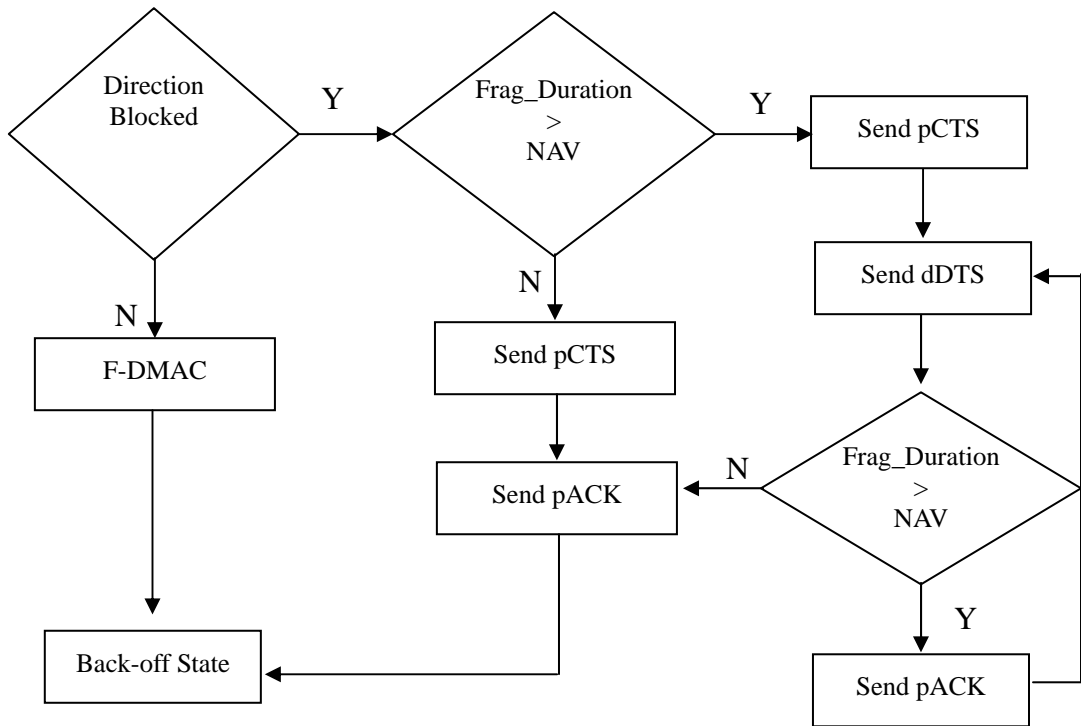 Direction
Blocked
Y
Frag_Duration
>
NAV
Y
Send pCTS
Send dDTS
N
N
F-DMAC
Send pCTS
Send pACK
N
Frag_Duration
>
NAV
Y
Back-off State
Send pACK